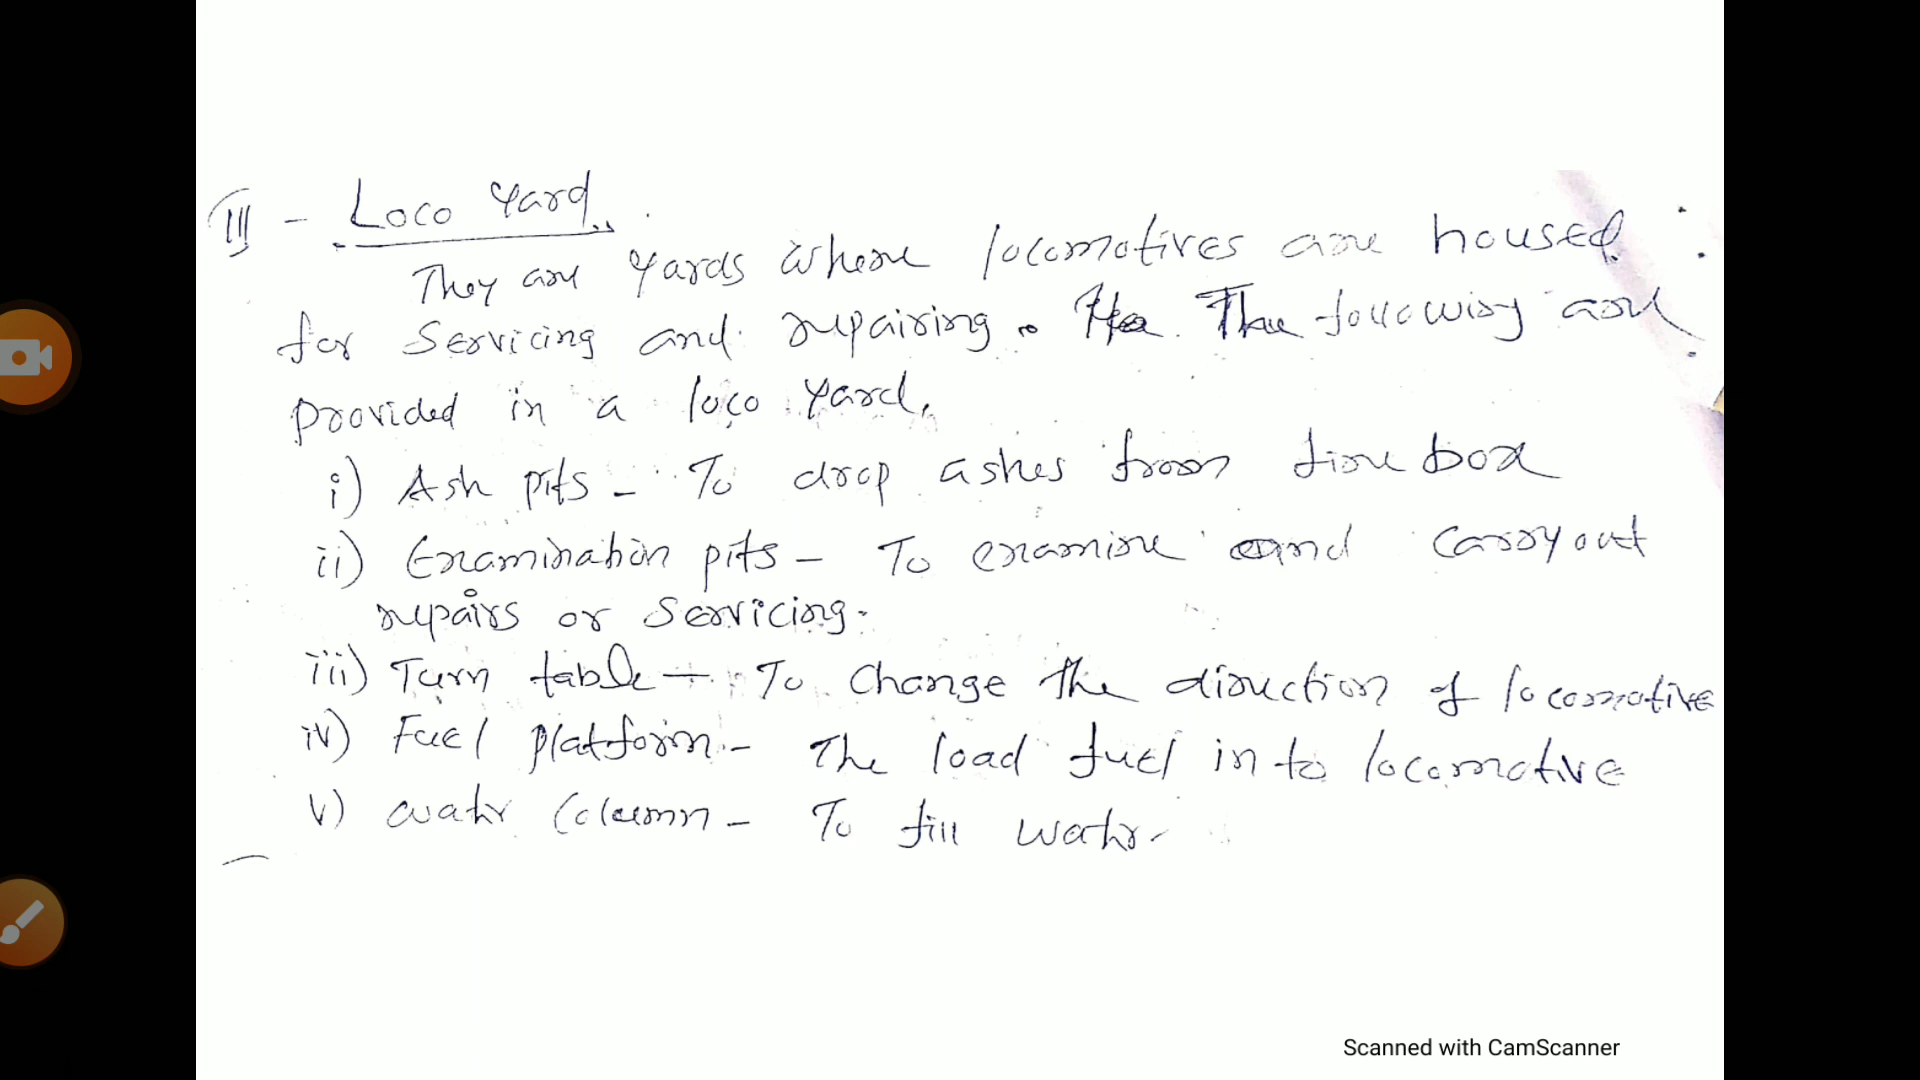 III - Loco Yard
They are yards where locomotives are housed
for servicing and repairing. The following are
provided in a loco yard.
i) Ash pits - To drop ashes from fire box
ii) Examination pits - To examine and carryout
repairs or servicing.
iii) Turn table - To change the direction of locomotive
iv) Fuel platform - The load fuel in to locomotive
v) water column - To fill water.
Scanned with CamScanner